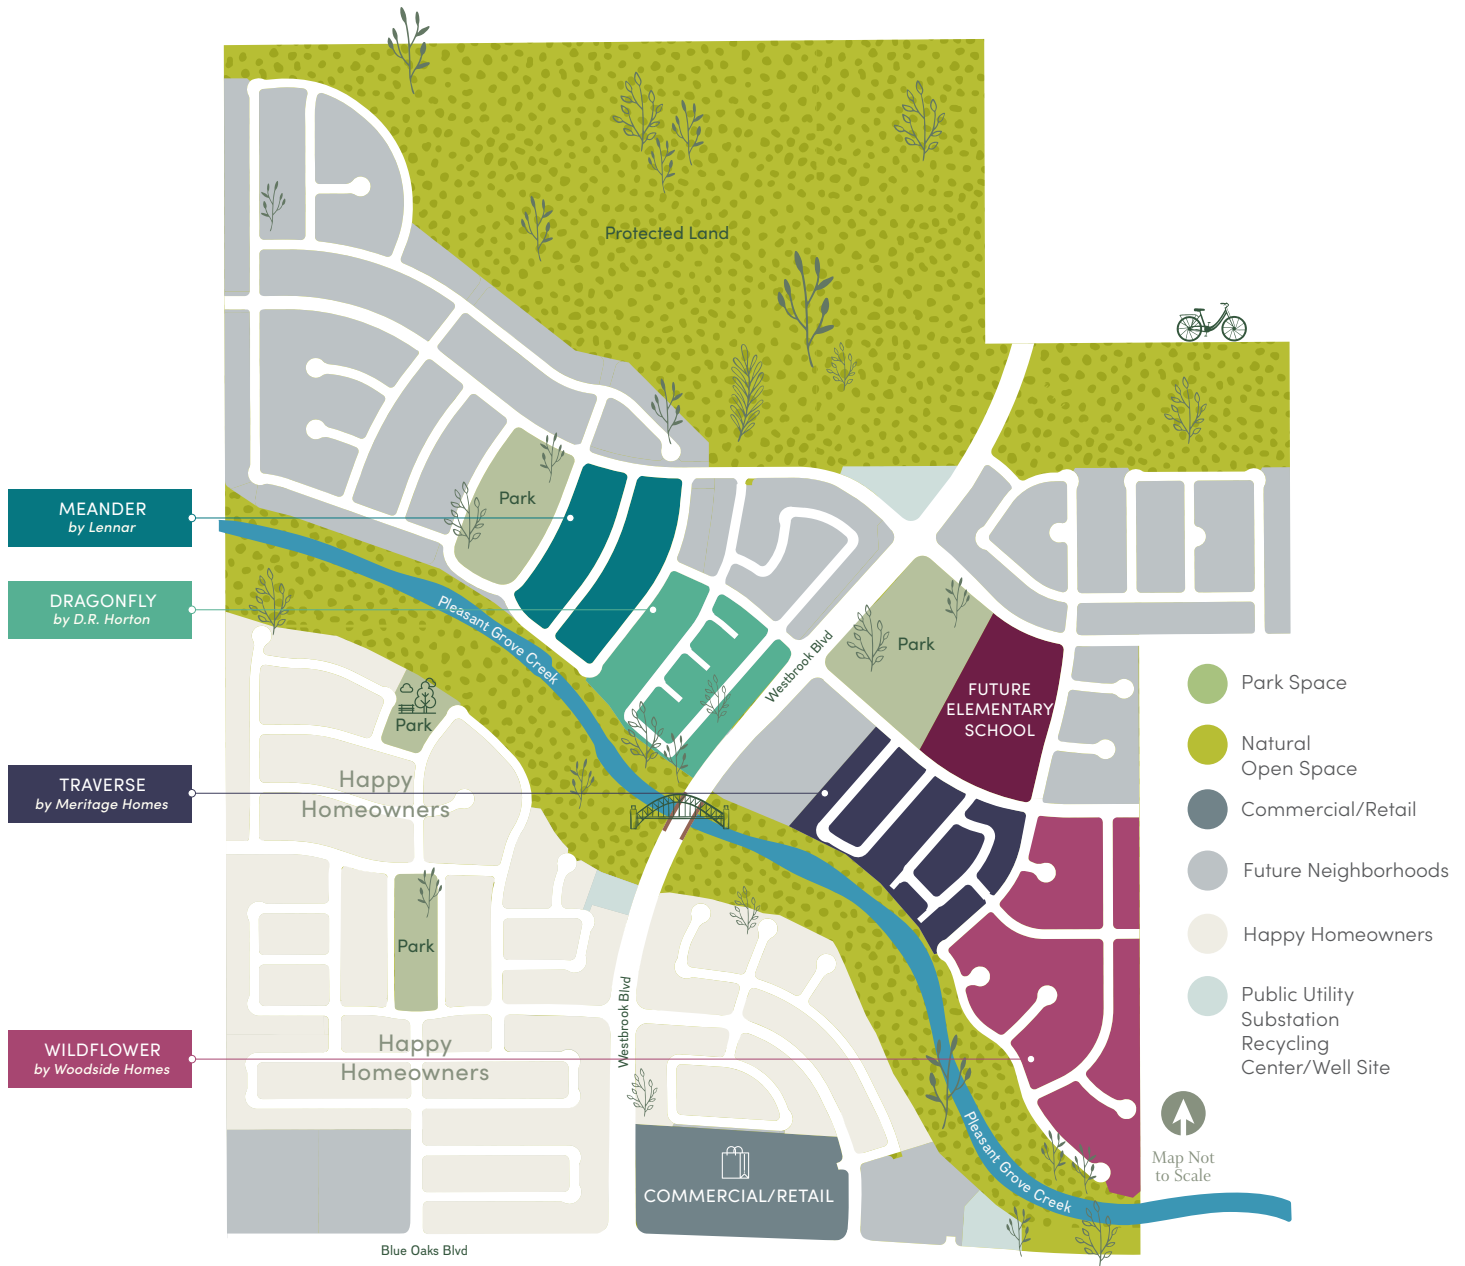 Protected Land
MEANDER
by Lennar
Park
DRAGONFLY
by D.R. Horton
Pleasant Grove Creek
Westbrook Blvd
Park
FUTURE
ELEMENTARY
SCHOOL
Park
TRAVERSE
by Meritage Homes
Happy
Homeowners
Park
WILDFLOWER
by Woodside Homes
Happy
Homeowners
Westbrook Blvd
Pleasant Grove Creek
COMMERCIAL/RETAIL
Blue Oaks Blvd
Park Space
Natural
Open Space
Commercial/Retail
Future Neighborhoods
Happy Homeowners
Public Utility
Substation
Recycling
Center/Well Site
Map Not
to Scale